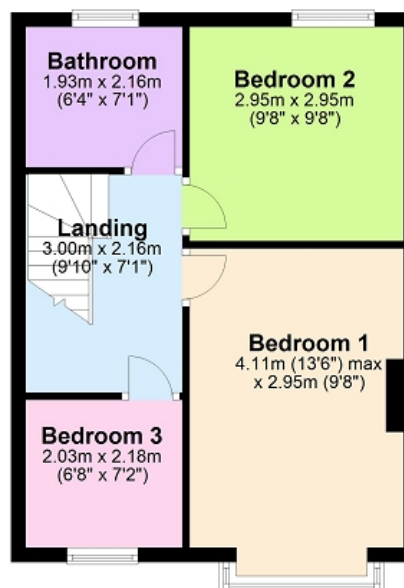 Bathroom
1.93m x 2.16m
(6'4" x 7'1")
Bedroom 2
2.95m x 2.95m
(9'8" x 9'8")
Landing
3.00m x 2.16m
(9'10" x 7'1")
Bedroom 1
4.11m (13'6") max
x 2.95m (9'8")
Bedroom 3
2.03m x 2.18m
(6'8" x 7'2")